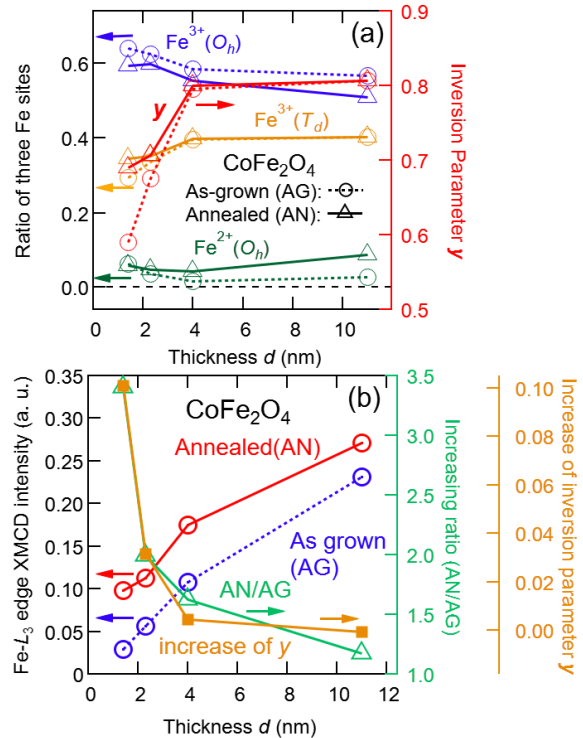 (a)
Fe3+(Oh)
y
Fe3+(Td)
CoFe2O4
As-grown (AG):
Annealed (AN):
Fe2+(Oh)
Ratio of three Fe sites
0.6
0.4
0.2
0.0
Inversion Parameter y
0.9
0.8
0.7
0.6
0.5
0 2 4 6 8 10 12
Thickness d (nm)
(b)
CoFe2O4
Annealed(AN)
As grown
(AG)
AN/AG
increase of y
Fe-L3 edge XMCD intensity (a. u.)
0.35
0.30
0.25
0.20
0.15
0.10
0.05
0.00
Increasing ratio (AN/AG)
3.5
3.0
2.5
2.0
1.5
1.0
Increase of inversion
parameter y
0.10
0.08
0.06
0.04
0.02
0.00
0 2 4 6 8 10 12
Thickness d (nm)